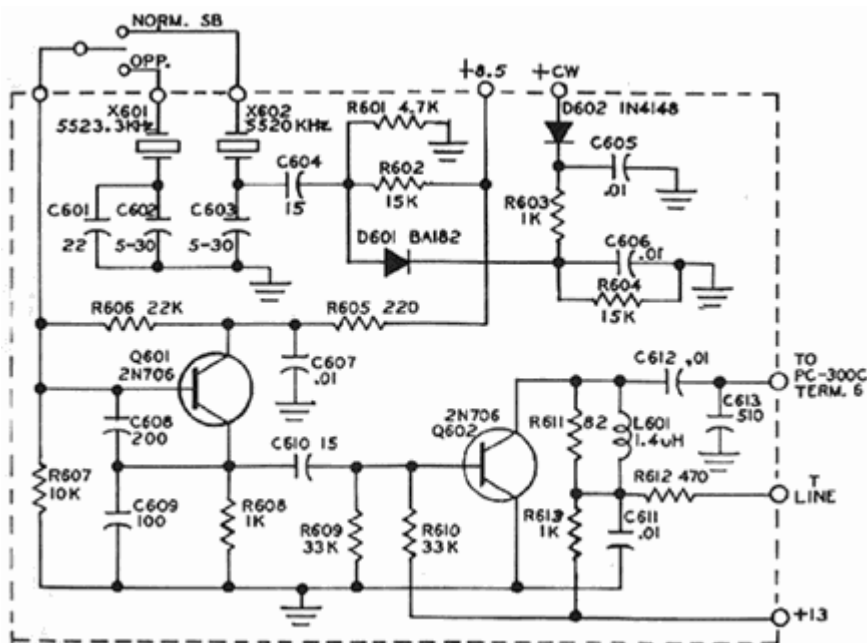 NORM. SB
OPP.
+8.5
+CW
X601
5523.3KHz
X602
5520KHz
R601 4.7K
D602 1N4148
C604
15
R602
15K
C605
.01
R603
1K
C601
22
C602
5-30
C603
5-30
D601 BA182
C606
.01
R604
15K
R606 22K
R605 220
Q601
2N706
C607
.01
C612 .01
TO
PC-300C
TERM. 6
C608
200
2N706
Q602
R611 82
L601
1.4uH
C613
510
C610 15
R607
10K
C609
100
R608
1K
R609
33K
R610
33K
R613
1K
R612 470
C611
.01
T
LINE
+13